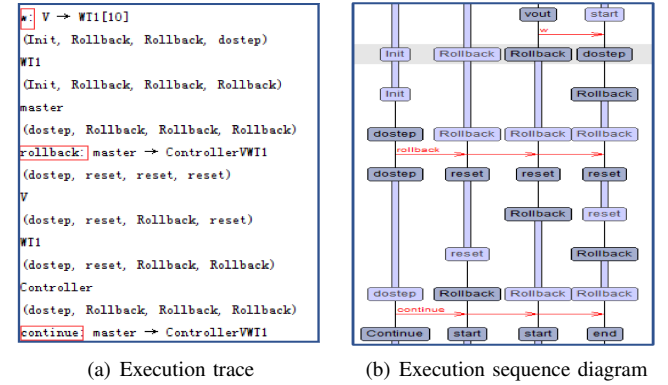 w: V → WT1[10]
(Init, Rollback, Rollback, dostep)
WT1
(Init, Rollback, Rollback, Rollback)
master
(dostep, Rollback, Rollback, Rollback)
rollback: master → ControllerVWT1
(dostep, reset, reset, reset)
V
(dostep, reset, Rollback, reset)
WT1
(dostep, reset, Rollback, Rollback)
Controller
(dostep, Rollback, Rollback, Rollback)
continue: master → ControllerVWT1
(a) Execution trace
vout start
w
Init Rollback Rollback dostep
Init Rollback
dostep Rollback Rollback Rollback
rollback
dostep reset reset reset
Rollback reset
reset Rollback
dostep Rollback Rollback Rollback
continue
Continue start start end
(b) Execution sequence diagram